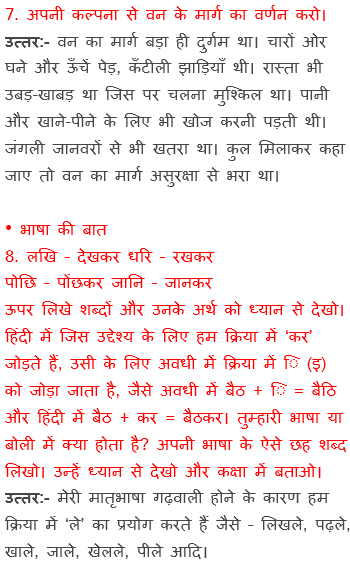 7. अपनी कल्पना से वन के मार्ग का वर्णन करो।
उत्तर:- वन का मार्ग बड़ा ही दुर्गम था। चारों ओर
घने और ऊँचें पेड़, कँटीली झाड़ियाँ थी। रास्ता भी
उबड़-खाबड़ था जिस पर चलना मुश्किल था। पानी
और खाने-पीने के लिए भी खोज करनी पड़ती थी।
जंगली जानवरों से भी खतरा था। कुल मिलाकर कहा
जाए तो वन का मार्ग असुरक्षा से भरा था।
• भाषा की बात
8. लखि – देखकर धरि – रखकर
पोछि – पोंछकर जानि – जानकर
ऊपर लिखे शब्दों और उनके अर्थ को ध्यान से देखो।
हिंदी में जिस उद्देश्य के लिए हम क्रिया में ‘कर’
जोड़ते हैं, उसी के लिए अवधी में क्रिया में ि (इ)
को जोड़ा जाता है, जैसे अवधी में बैठ + ि = बैठि
और हिंदी में बैठ + कर = बैठकर। तुम्हारी भाषा या
बोली में क्या होता है? अपनी भाषा के ऐसे छह शब्द
लिखो। उन्हें ध्यान से देखो और कक्षा में बताओ।
उत्तर:- मेरी मातृभाषा गढ़वाली होने के कारण हम
क्रिया में ‘ले’ का प्रयोग करते हैं जैसे – लिखले, पढ़ले,
खाले, जाले, खेलले, पीले आदि।